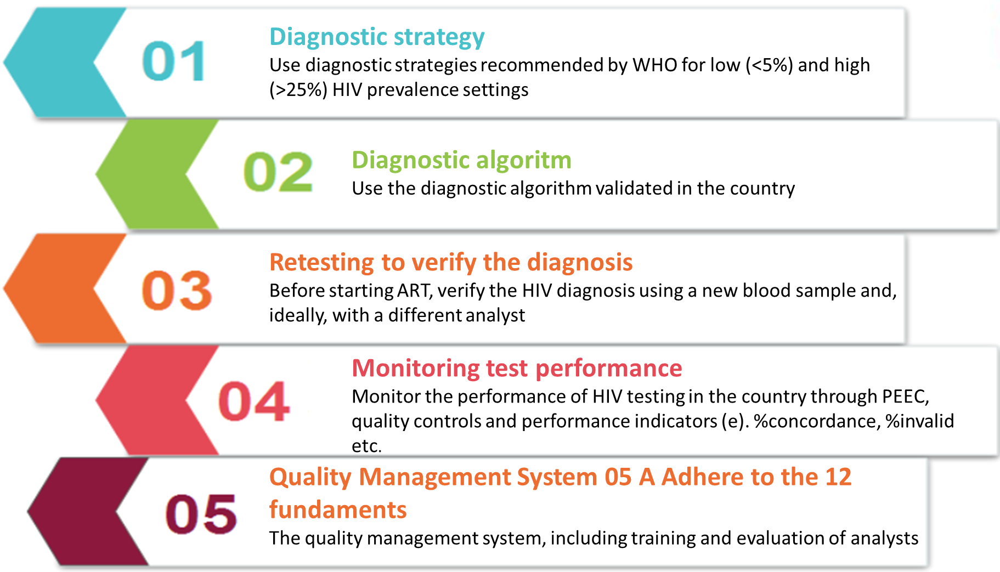 01
Diagnostic strategy
Use diagnostic strategies recommended by WHO for low (<5%) and high
(>25%) HIV prevalence settings
02
Diagnostic algoritm
Use the diagnostic algorithm validated in the country
03
Retesting to verify the diagnosis
Before starting ART, verify the HIV diagnosis using a new blood sample and,
ideally, with a different analyst
04
Monitoring test performance
Monitor the performance of HIV testing in the country through PEEC,
quality controls and performance indicators (e). %concordance, %invalid
etc.
05
Quality Management System 05 A Adhere to the 12
fundaments
The quality management system, including training and evaluation of analysts